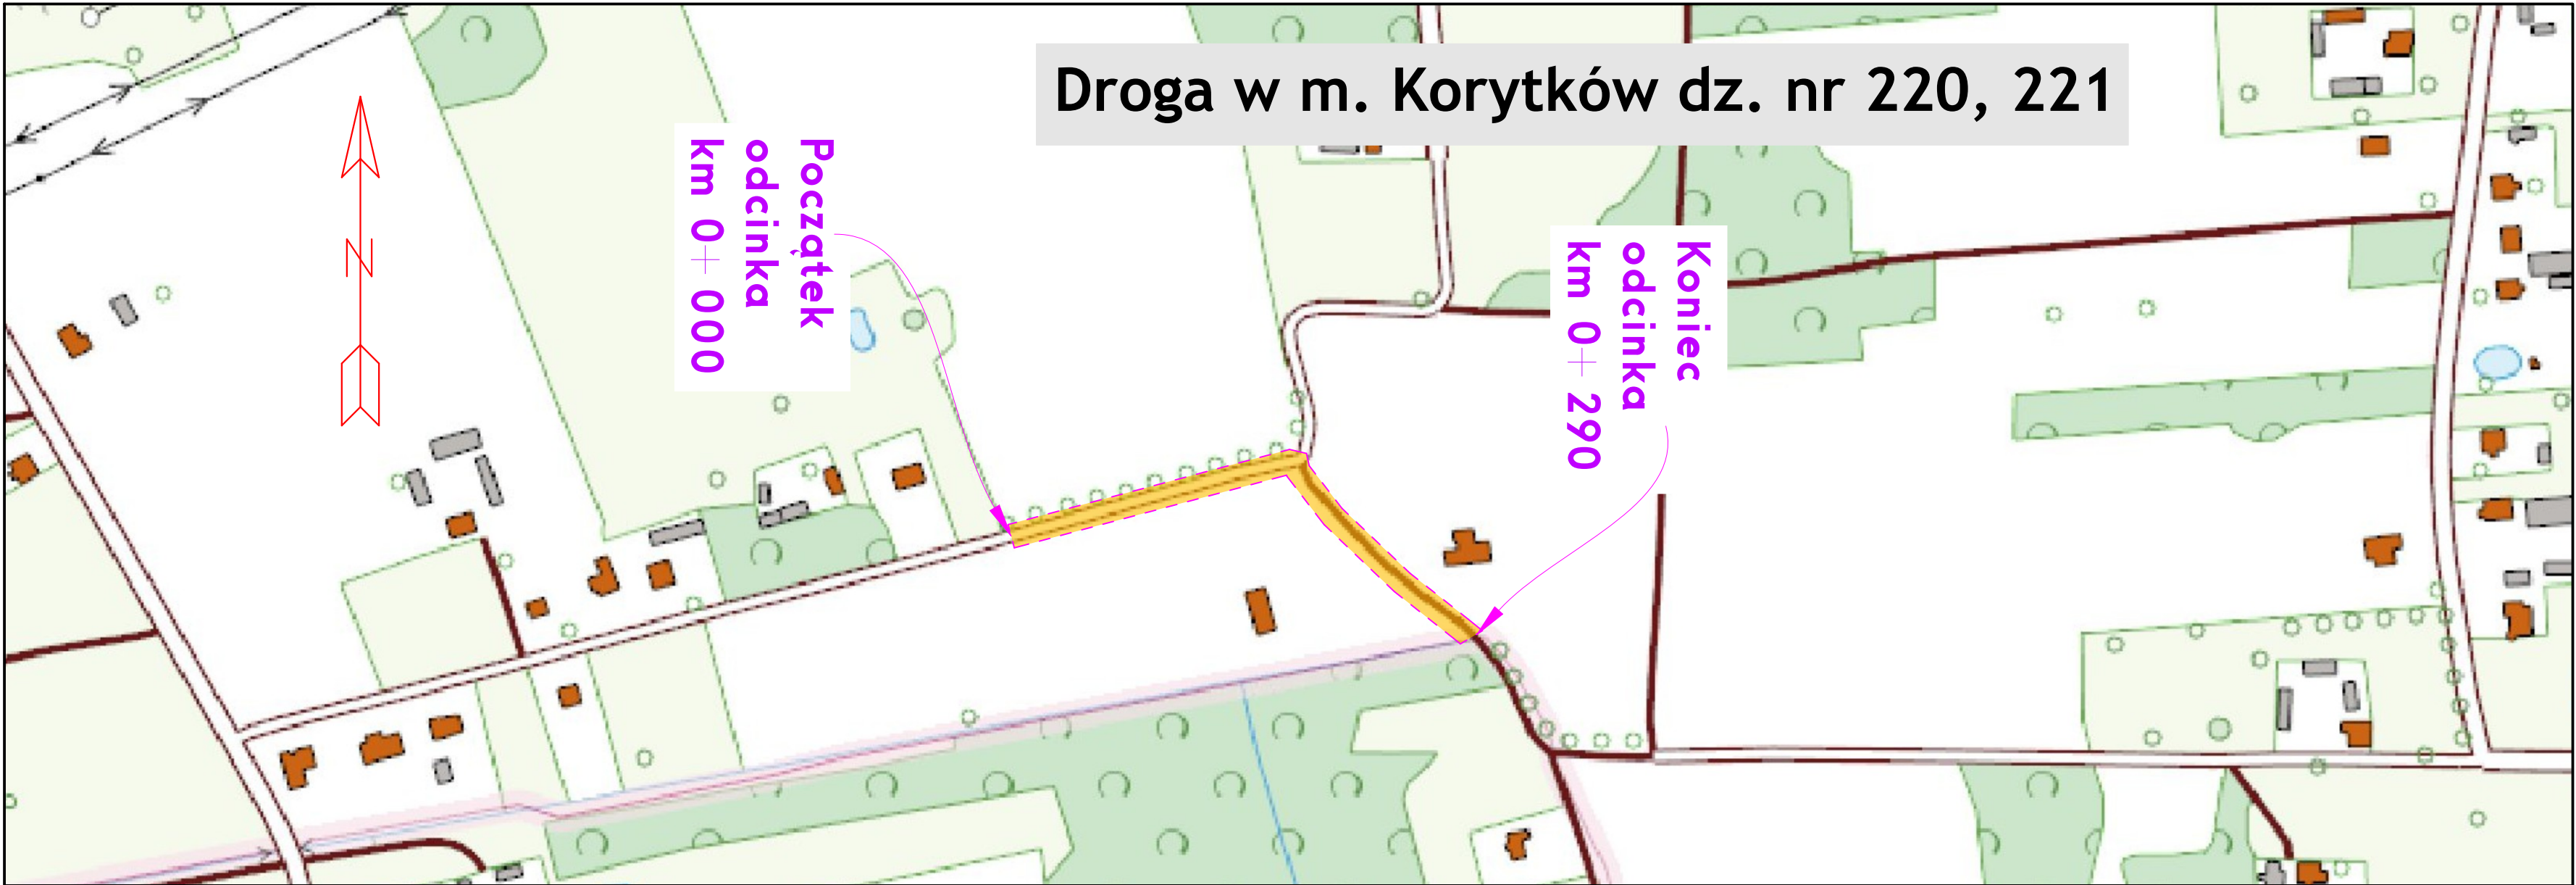 Droga w m. Korytków dz. nr 220, 221
Początek
odcinka
km 0+ 000
Koniec
odcinka
km 0+ 290
N